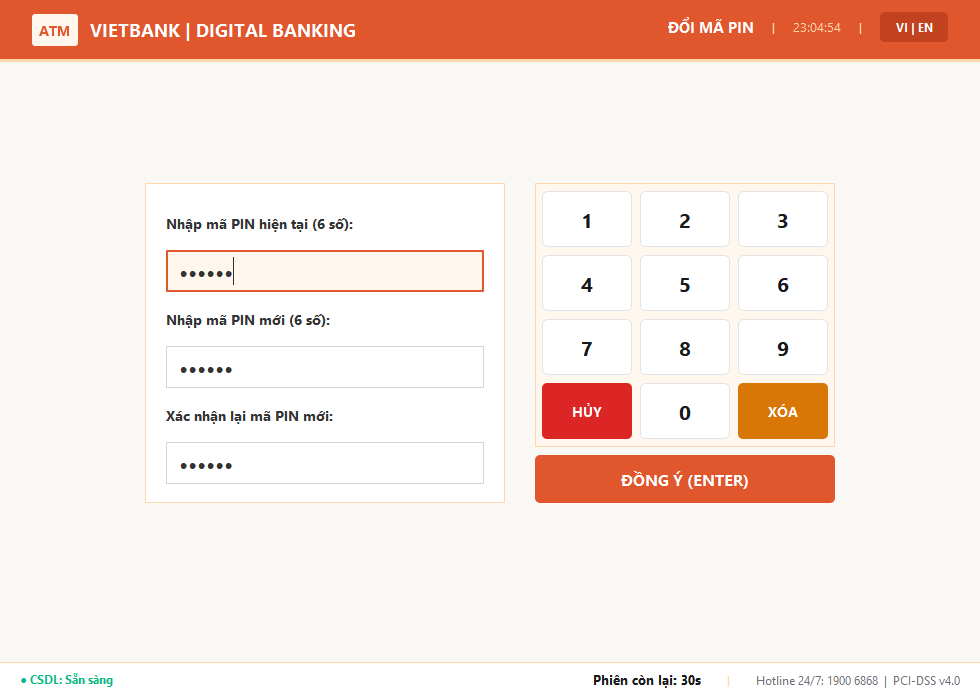 ATM VIETBANK | DIGITAL BANKING ĐỔI MÃ PIN | 23:04:54 | VI | EN
Nhập mã PIN hiện tại (6 số):
••••••
Nhập mã PIN mới (6 số):
••••••
Xác nhận lại mã PIN mới:
••••••
1 2 3
4 5 6
7 8 9
HỦY 0 XÓA
ĐỒNG Ý (ENTER)
• CSDL: Sẵn sàng Phiên còn lại: 30s | Hotline 24/7: 1900 6868 | PCI-DSS v4.0